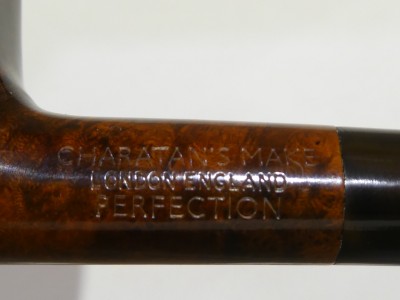 CHARATAN'S MAKE
LONDON ENGLAND
PERFECTION